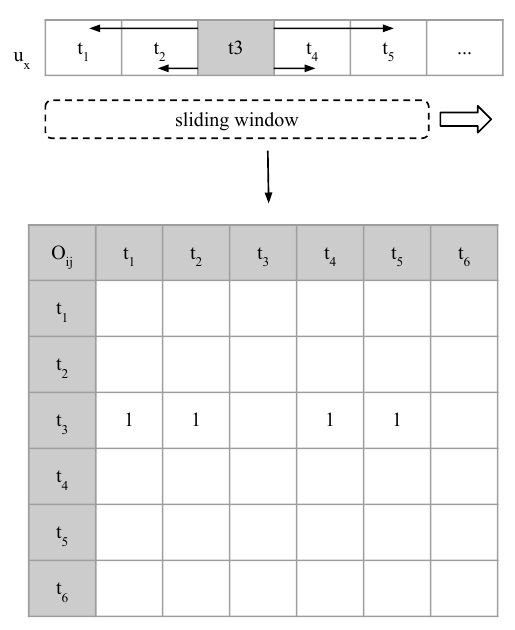 u_x t_1 t_2 t3 t_4 t_5 ...
sliding window
O_ij t_1 t_2 t_3 t_4 t_5 t_6
t_1
t_2
t_3 1 1 1 1
t_4
t_5
t_6